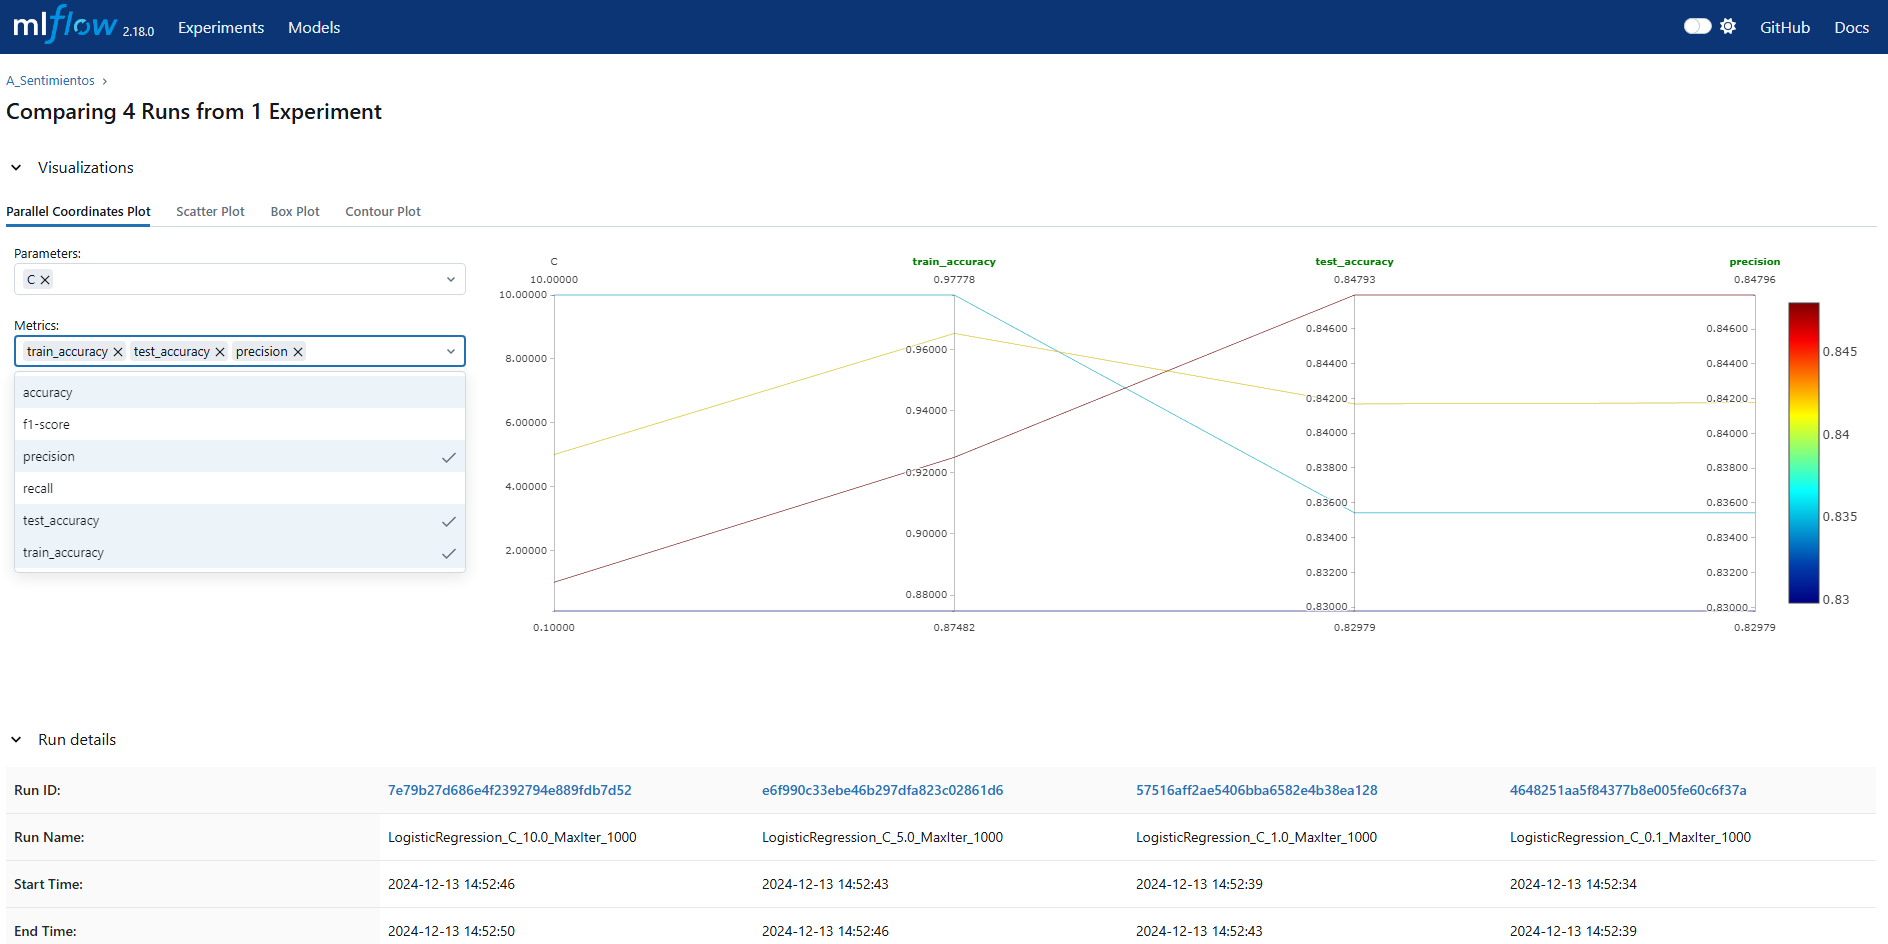 mlflow 2.18.0 Experiments Models GitHub Docs
A_Sentimientos
Comparing 4 Runs from 1 Experiment
Visualizations
Parallel Coordinates Plot Scatter Plot Box Plot Contour Plot
Parameters:
C
Metrics:
train_accuracy test_accuracy precision
accuracy
f1-score
precision
recall
test_accuracy
train_accuracy
C train_accuracy test_accuracy precision
10.00000 0.97778 0.84793 0.84796
10.00000
8.00000
6.00000
4.00000
2.00000
0.96000
0.94000
0.92000
0.90000
0.88000
0.84600
0.84400
0.84200
0.84000
0.83800
0.83600
0.83400
0.83200
0.83000
0.84600
0.84400
0.84200
0.84000
0.83800
0.83600
0.83400
0.83200
0.83000
0.10000 0.87482 0.82979 0.82979
0.845
0.84
0.835
0.83
Run details
Run ID: 7e79b27d686e4f2392794e889fdb7d52 e6f990c33ebe46b297dfa823c02861d6 57516aff2ae5406bba6582e4b38ea128 4648251aa5f84377b8e005fe60c6f37a
Run Name: LogisticRegression_C_10.0_MaxIter_1000 LogisticRegression_C_5.0_MaxIter_1000 LogisticRegression_C_1.0_MaxIter_1000 LogisticRegression_C_0.1_MaxIter_1000
Start Time: 2024-12-13 14:52:46 2024-12-13 14:52:43 2024-12-13 14:52:39 2024-12-13 14:52:34
End Time: 2024-12-13 14:52:50 2024-12-13 14:52:46 2024-12-13 14:52:43 2024-12-13 14:52:39